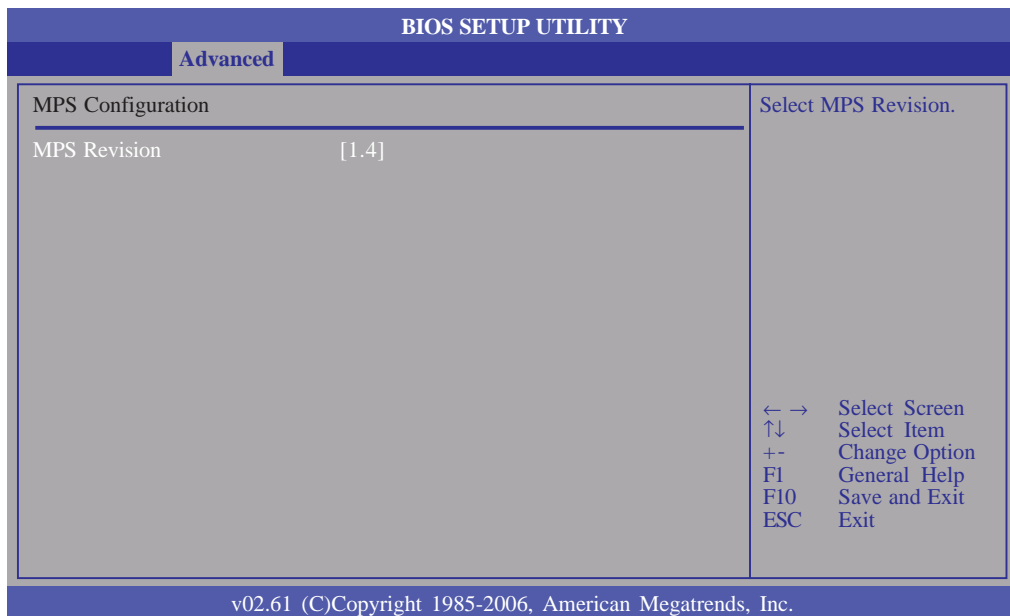 BIOS SETUP UTILITY
Advanced
MPS Configuration
MPS Revision [1.4]
Select MPS Revision.
← → Select Screen
↑↓ Select Item
+- Change Option
F1 General Help
F10 Save and Exit
ESC Exit
v02.61 (C)Copyright 1985-2006, American Megatrends, Inc.